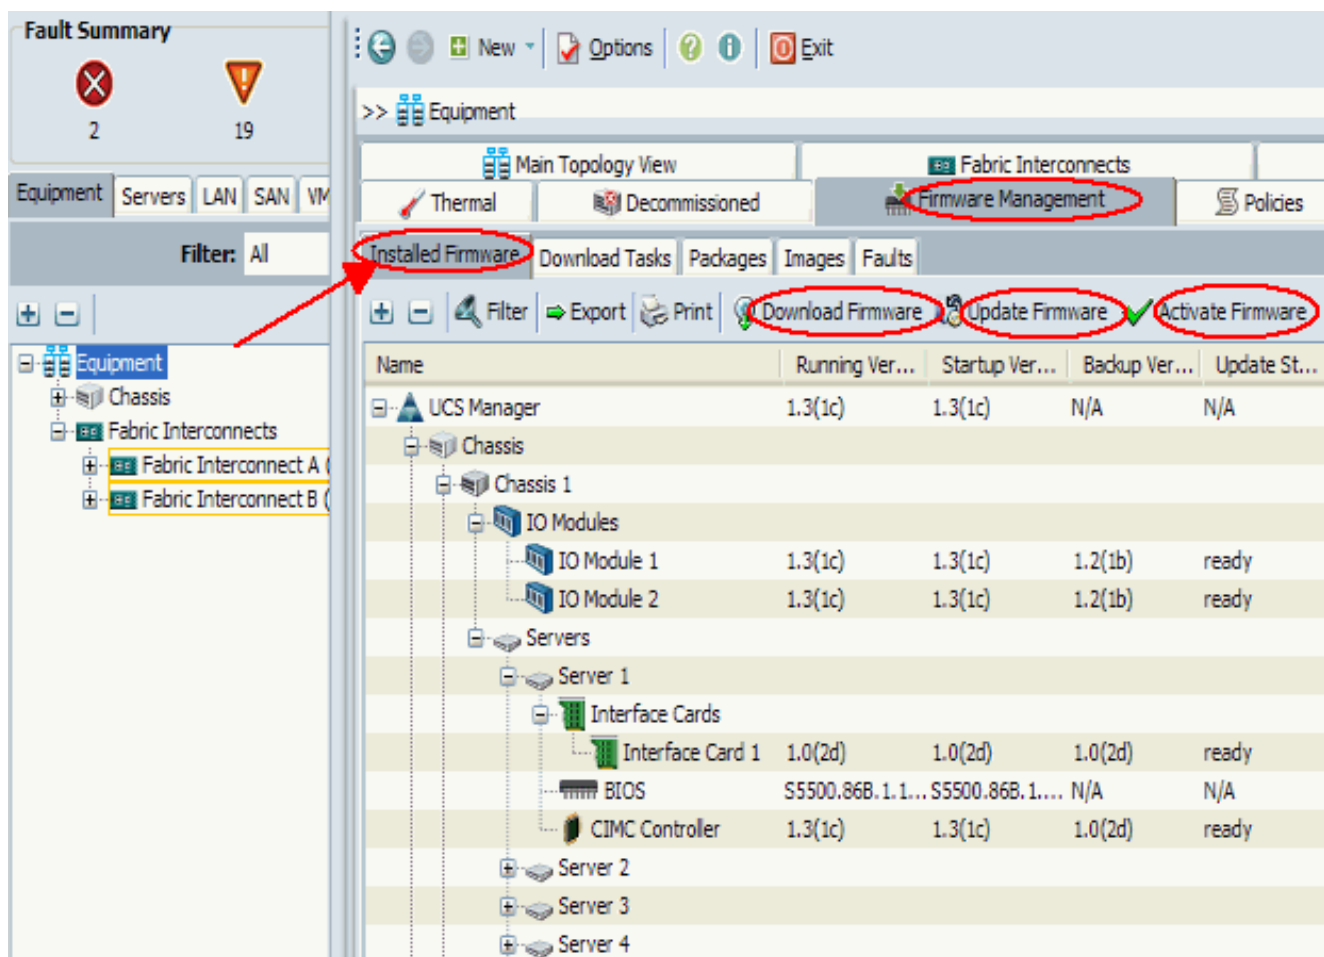 Fault Summary
2 19
Equipment Servers LAN SAN VM
Filter: All
Equipment
Chassis
Fabric Interconnects
Fabric Interconnect A (
Fabric Interconnect B (
New Options Exit
>> Equipment
Main Topology View Fabric Interconnects
Thermal Decommissioned Firmware Management Policies
Installed Firmware Download Tasks Packages Images Faults
Filter Export Print Download Firmware Update Firmware Activate Firmware
Name Running Ver... Startup Ver... Backup Ver... Update St...
UCS Manager 1.3(1c) 1.3(1c) N/A N/A
Chassis
Chassis 1
IO Modules
IO Module 1 1.3(1c) 1.3(1c) 1.2(1b) ready
IO Module 2 1.3(1c) 1.3(1c) 1.2(1b) ready
Servers
Server 1
Interface Cards
Interface Card 1 1.0(2d) 1.0(2d) 1.0(2d) ready
BIOS S5500.86B.1.1... S5500.86B.1.... N/A N/A
CIMC Controller 1.3(1c) 1.3(1c) 1.0(2d) ready
Server 2
Server 3
Server 4